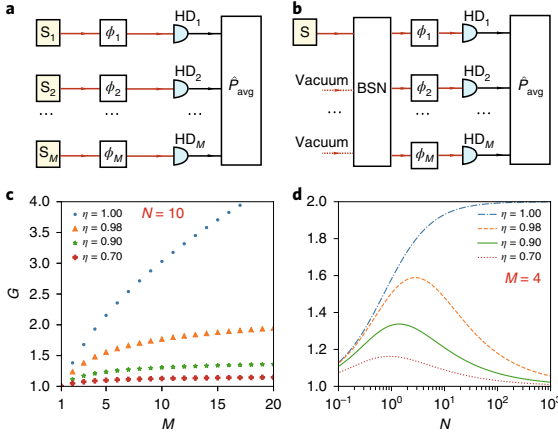 a
S1 ϕ1 HD1
S2 ϕ2 HD2
... ... ...
SM ϕM HDM
P̂avg
b
S BSN ϕ1 HD1
Vacuum ϕ2 HD2
... ... ...
Vacuum ϕM HDM
P̂avg
c
4.0
3.5
3.0
2.5
2.0
1.5
1.0
G
η = 1.00
η = 0.98
η = 0.90
η = 0.70
N = 10
1 5 10 15 20
M
d
2.0
1.8
1.6
1.4
1.2
1.0
η = 1.00
η = 0.98
η = 0.90
η = 0.70
M = 4
10⁻¹ 10⁰ 10¹ 10² 10³
N